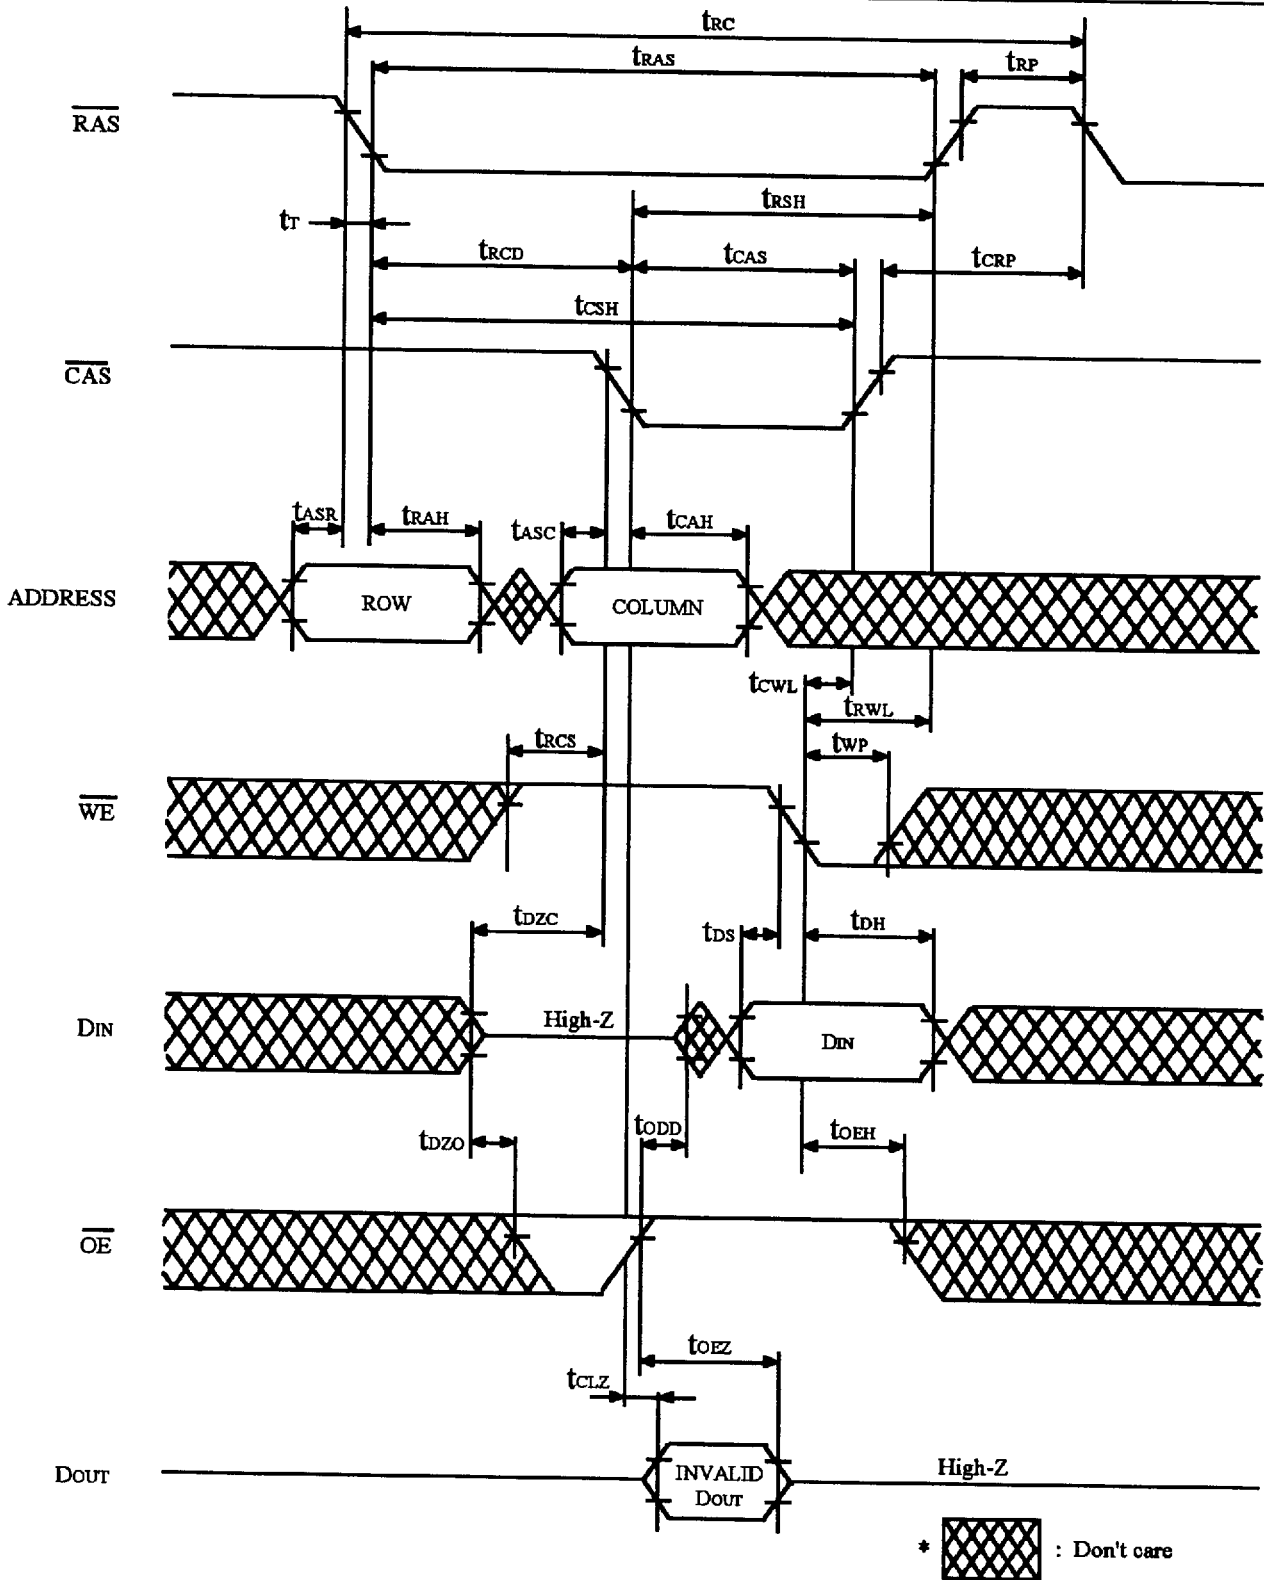 tRC
tRAS
tRP
RAS
tT
tRSH
tRCD
tCAS
tCRP
tCSH
CAS
tASR
tRAH
tASC
tCAH
ADDRESS
ROW
COLUMN
tCWL
tRWL
tRCS
tWP
WE
tDZC
tDS
tDH
DIN
High-Z
DIN
tDZO
tODD
tOEH
OE
tOEZ
tCLZ
DOUT
INVALID
DOUT
High-Z
* : Don't care